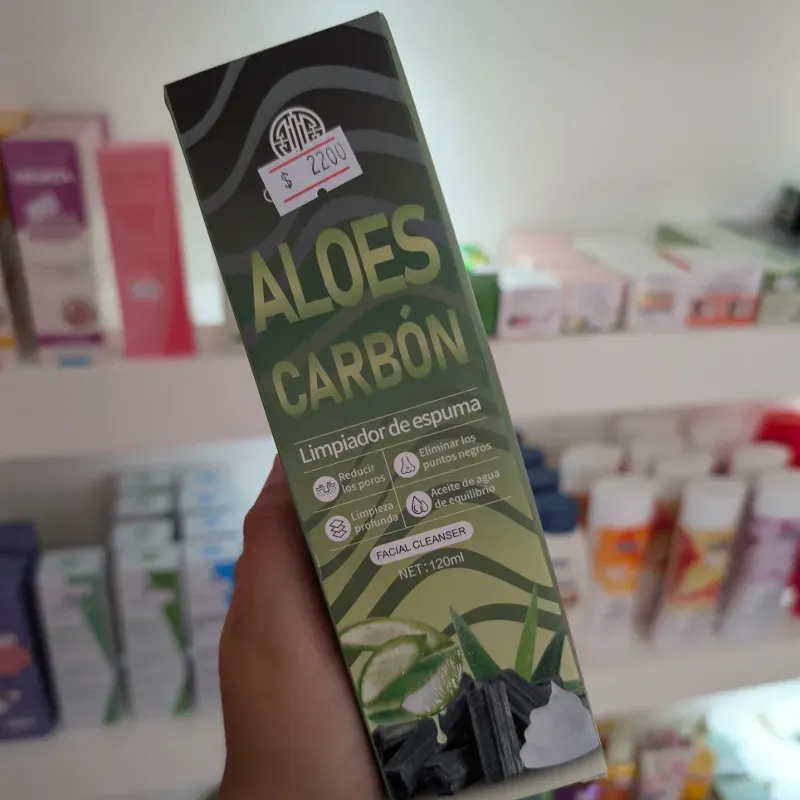 $ 2200
ALOES
CARBÓN
Limpiador de espuma
Reducir
los poros
Eliminar los
puntos negros
Limpieza
profunda
Aceite de agua
de equilibrio
FACIAL CLEANSER
NET: 120ml